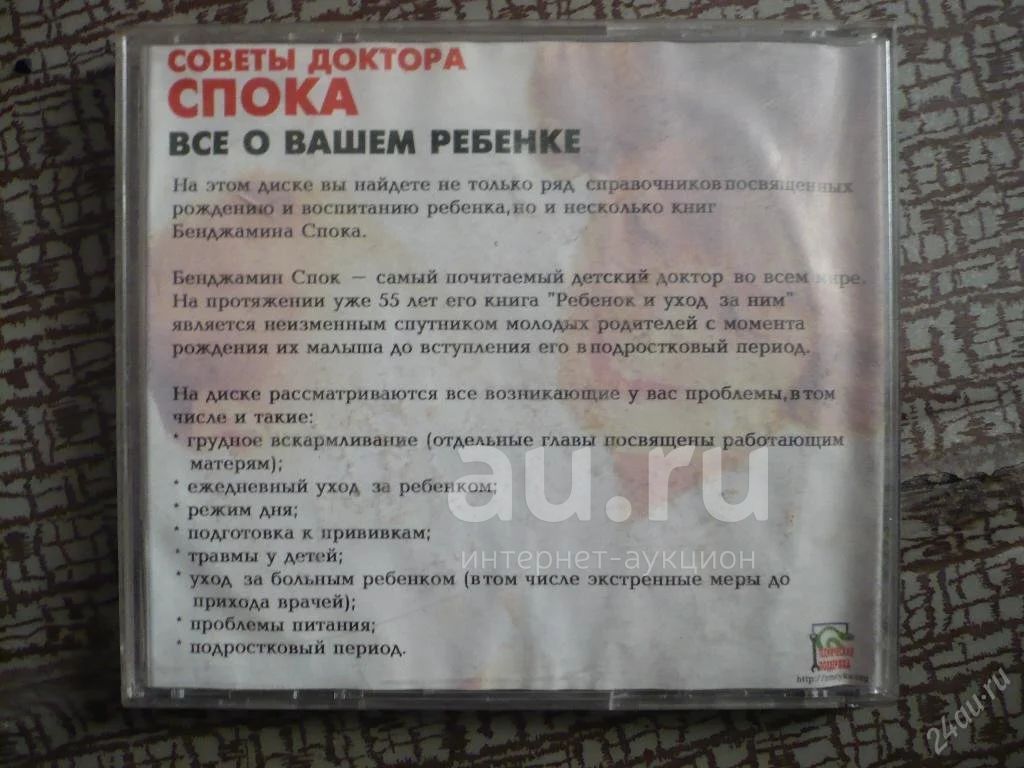 СОВЕТЫ ДОКТОРА
СПОКА
ВСЕ О ВАШЕМ РЕБЕНКЕ
На этом диске вы найдете не только ряд справочников посвященных
рождению и воспитанию ребенка, но и несколько книг
Бенджамина Спока.
Бенджамин Спок – самый почитаемый детский доктор во всем мире.
На протяжении уже 55 лет его книга "Ребенок и уход за ним"
является неизменным спутником молодых родителей с момента
рождения их малыша до вступления его в подростковый период.
На диске рассматриваются все возникающие у вас проблемы, в том
числе и такие:
* грудное вскармливание (отдельные главы посвящены работающим
матерям);
* ежедневный уход за ребенком;
* режим дня;
* подготовка к прививкам;
* травмы у детей;
* уход за больным ребенком (в том числе экстренные меры до
прихода врачей);
* проблемы питания;
* подростковый период.
au.ru
интернет-аукцион
ТЕХНИЧЕСКАЯ
ПОДДЕРЖКА
24au.ru